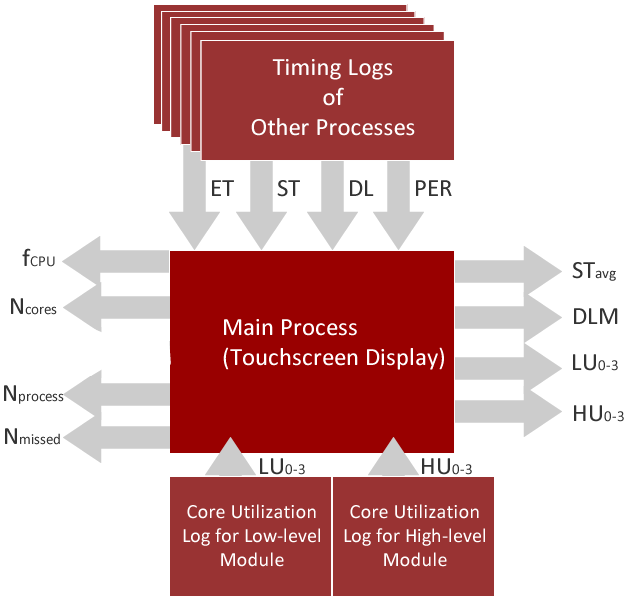 Timing Logs
of
Other Processes
ET ST DL PER
fCPU
Ncores
Nprocess
Nmissed
Main Process
(Touchscreen Display)
STavg
DLM
LU0-3
HU0-3
LU0-3 HU0-3
Core Utilization
Log for Low-level
Module
Core Utilization
Log for High-level
Module